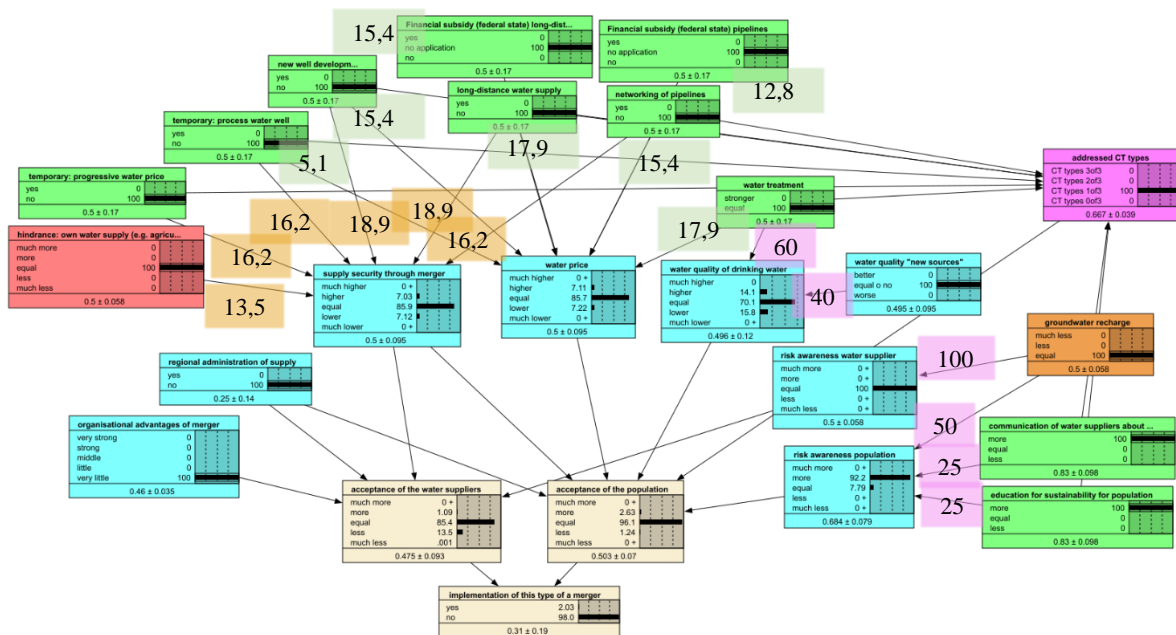 Financial subsidy (federal state) long-dist...
yes 0
no application 100
no 0
0.5 ± 0.17
Financial subsidy (federal state) pipelines
yes 0
no application 100
no 0
0.5 ± 0.17
15,4
12,8
new well developm...
yes 0
no 100
0.5 ± 0.17
long-distance water supply
yes 0
no 100
0.5 ± 0.17
networking of pipelines
yes 0
no 100
0.5 ± 0.17
15,4
17,9
15,4
temporary: process water well
yes 0
no 100
0.5 ± 0.17
5,1
addressed CT types
CT types 3of3 0
CT types 2of3 0
CT types 1of3 100
CT types 0of3 0
0.667 ± 0.039
temporary: progressive water price
yes 0
no 100
0.5 ± 0.17
water treatment
stronger 0
equal 100
0.5 ± 0.17
17,9
60
hindrance: own water supply (e.g. agricu...
much more 0
more 0
equal 100
less 0
much less 0
0.5 ± 0.058
16,2
18,9
18,9
16,2
16,2
13,5
supply security through merger
much higher 0 +
higher 7.03
equal 85.9
lower 7.12
much lower 0 +
0.5 ± 0.095
water price
much higher 0 +
higher 7.11
equal 85.7
lower 7.22
much lower 0 +
0.5 ± 0.095
water quality of drinking water
much higher 0 +
higher 14.1
equal 70.1
lower 15.8
much lower 0 +
0.496 ± 0.12
40
water quality "new sources"
better 0
equal o no 100
worse 0
0.495 ± 0.095
groundwater recharge
much less 0
less 0
equal 100
0.5 ± 0.058
regional administration of supply
yes 0
no 100
0.25 ± 0.14
risk awareness water supplier
much more 0 +
more 0 +
equal 100
less 0 +
much less 0 +
0.5 ± 0.058
100
organisational advantages of merger
very strong 0
strong 0
middle 0
little 0
very little 100
0.46 ± 0.035
50
communication of water suppliers about ...
more 100
equal 0
less 0
0.83 ± 0.098
risk awareness population
much more 0 +
more 92.2
equal 7.79
less 0 +
much less 0 +
0.684 ± 0.079
25
25
education for sustainability for population
more 100
equal 0
less 0
0.83 ± 0.098
acceptance of the water suppliers
much more 0 +
more 1.09
equal 85.4
less 13.5
much less .001
0.475 ± 0.093
acceptance of the population
much more 0 +
more 2.63
equal 96.1
less 1.24
much less 0 +
0.503 ± 0.07
implementation of this type of a merger
yes 2.03
no 98.0
0.31 ± 0.19